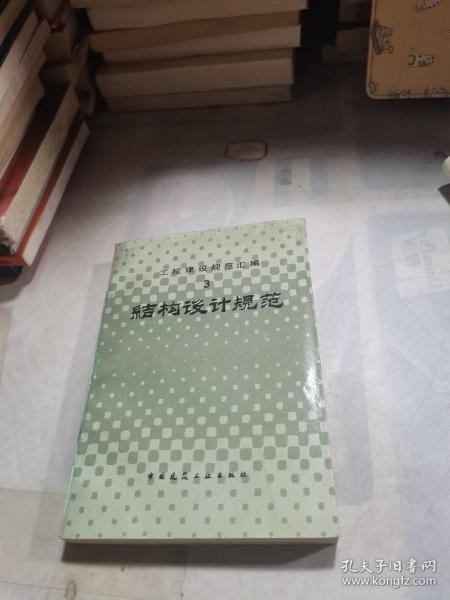 工程建设规范汇编
3
結构设计规范
中国建筑工业出版社
孔夫子旧书网
www.kongfz.com